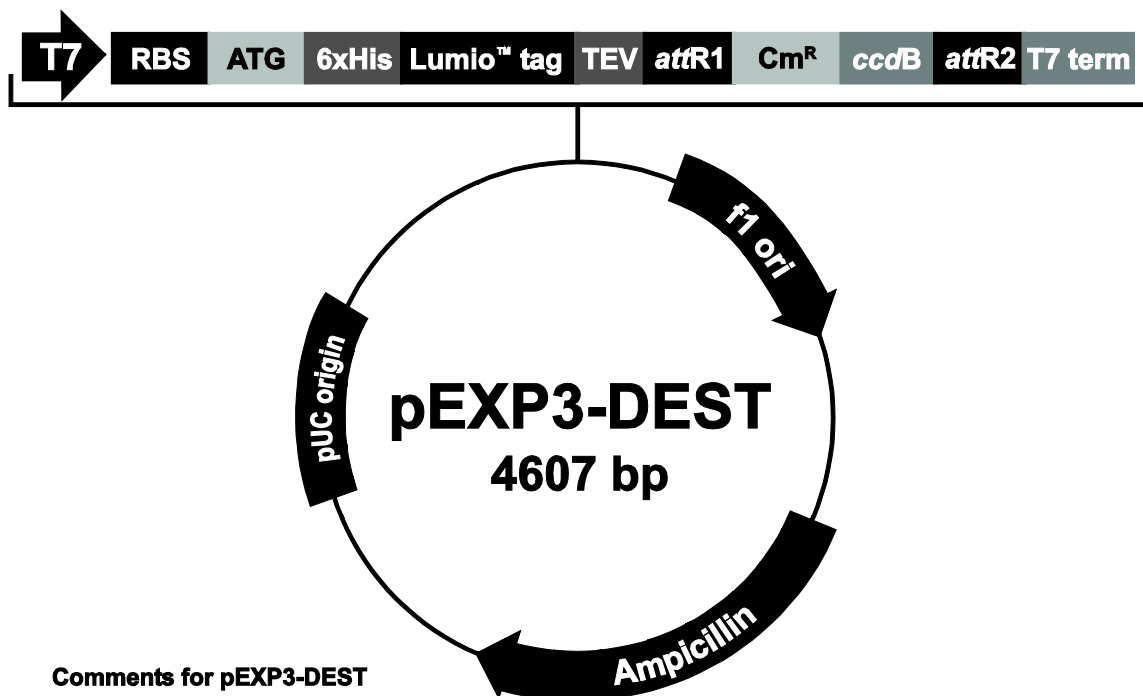 T7 RBS ATG 6xHis Lumio™ tag TEV attR1 CmR ccdB attR2 T7 term
f1 ori
pUC origin
pEXP3-DEST
4607 bp
Ampicillin
Comments for pEXP3-DEST